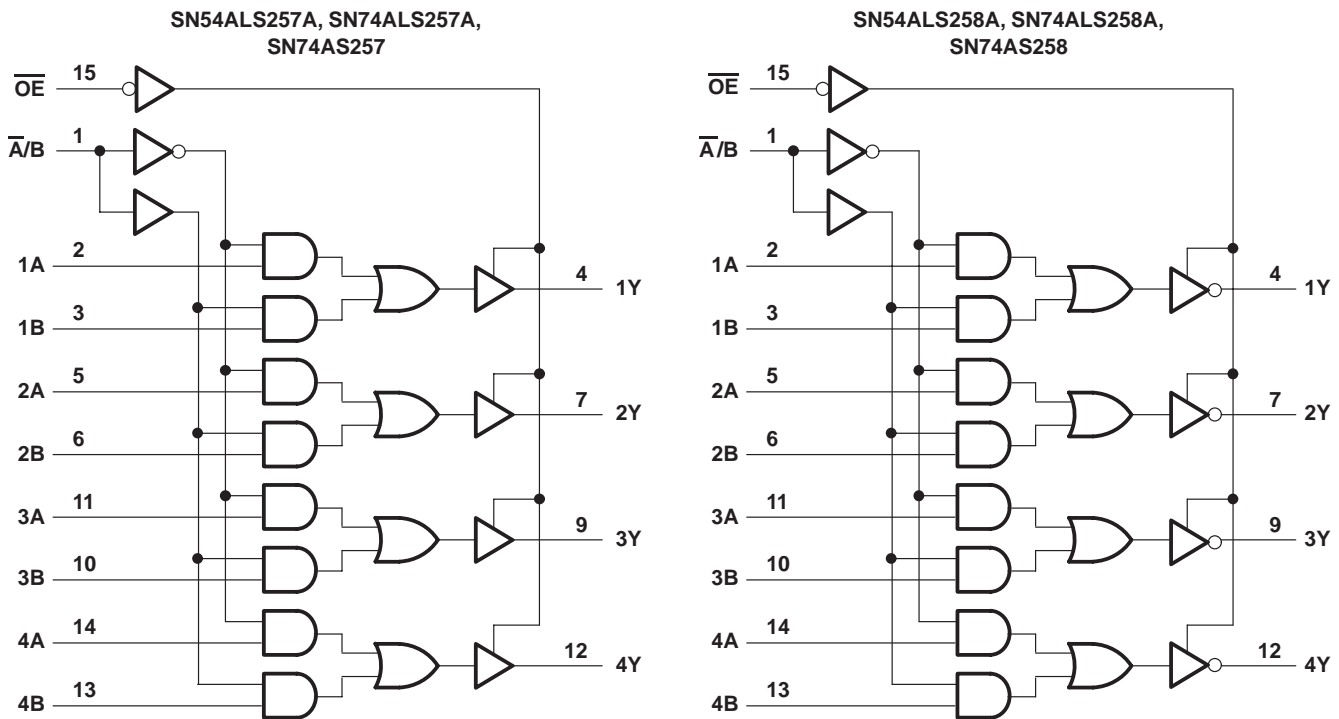 SN54ALS257A, SN74ALS257A,
SN74AS257
OE 15
A/B 1
1A 2
4 1Y
1B 3
2A 5
7 2Y
2B 6
3A 11
9 3Y
3B 10
4A 14
12 4Y
4B 13
SN54ALS258A, SN74ALS258A,
SN74AS258
OE 15
A/B 1
1A 2
4 1Y
1B 3
2A 5
7 2Y
2B 6
3A 11
9 3Y
3B 10
4A 14
12 4Y
4B 13